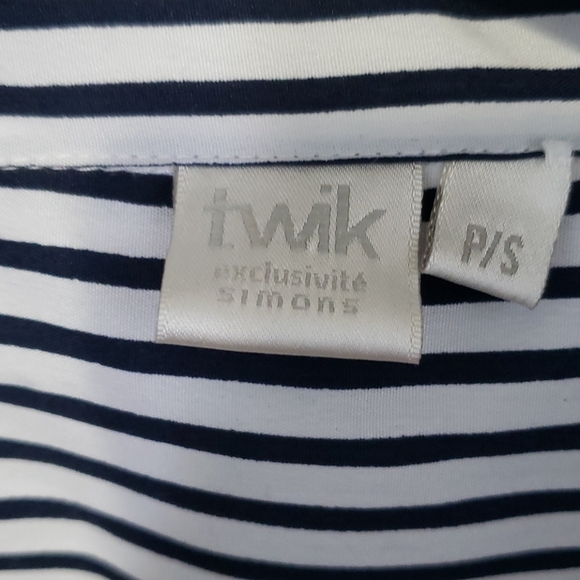 twik
exclusivité
simons
P/S